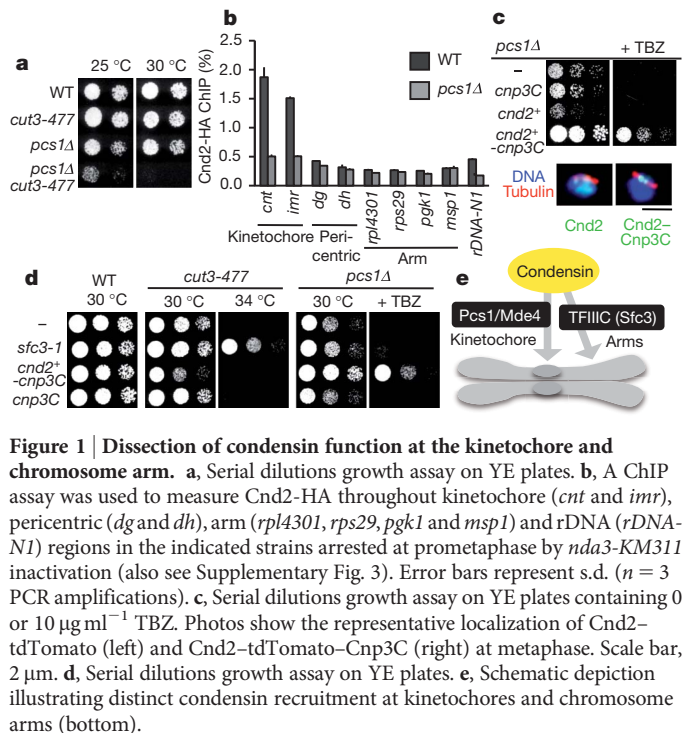 a
25 °C 30 °C
WT
cut3-477
pcs1Δ
pcs1Δ
cut3-477
b
Cnd2-HA ChIP (%)
2.5
2.0
1.5
1.0
0.5
0
WT
pcs1Δ
cnt imr dg dh rpl4301 rps29 pgk1 msp1 rDNA-N1
Kinetochore Peri-
centric Arm
c
pcs1Δ + TBZ
–
cnp3C
cnd2+
cnd2+
-cnp3C
DNA
Tubulin
Cnd2 Cnd2–
Cnp3C
d
WT cut3-477 pcs1Δ
30 °C 30 °C 34 °C 30 °C + TBZ
–
sfc3-1
cnd2+
-cnp3C
cnp3C
e
Condensin
Pcs1/Mde4 TFIIIC (Sfc3)
Kinetochore Arms
Figure 1 | Dissection of condensin function at the kinetochore and
chromosome arm. a, Serial dilutions growth assay on YE plates. b, A ChIP
assay was used to measure Cnd2-HA throughout kinetochore (cnt and imr),
pericentric (dg and dh), arm (rpl4301, rps29, pgk1 and msp1) and rDNA (rDNA-
N1) regions in the indicated strains arrested at prometaphase by nda3-KM311
inactivation (also see Supplementary Fig. 3). Error bars represent s.d. (n = 3
PCR amplifications). c, Serial dilutions growth assay on YE plates containing 0
or 10 μg ml−1 TBZ. Photos show the representative localization of Cnd2–
tdTomato (left) and Cnd2–tdTomato–Cnp3C (right) at metaphase. Scale bar,
2 μm. d, Serial dilutions growth assay on YE plates. e, Schematic depiction
illustrating distinct condensin recruitment at kinetochores and chromosome
arms (bottom).